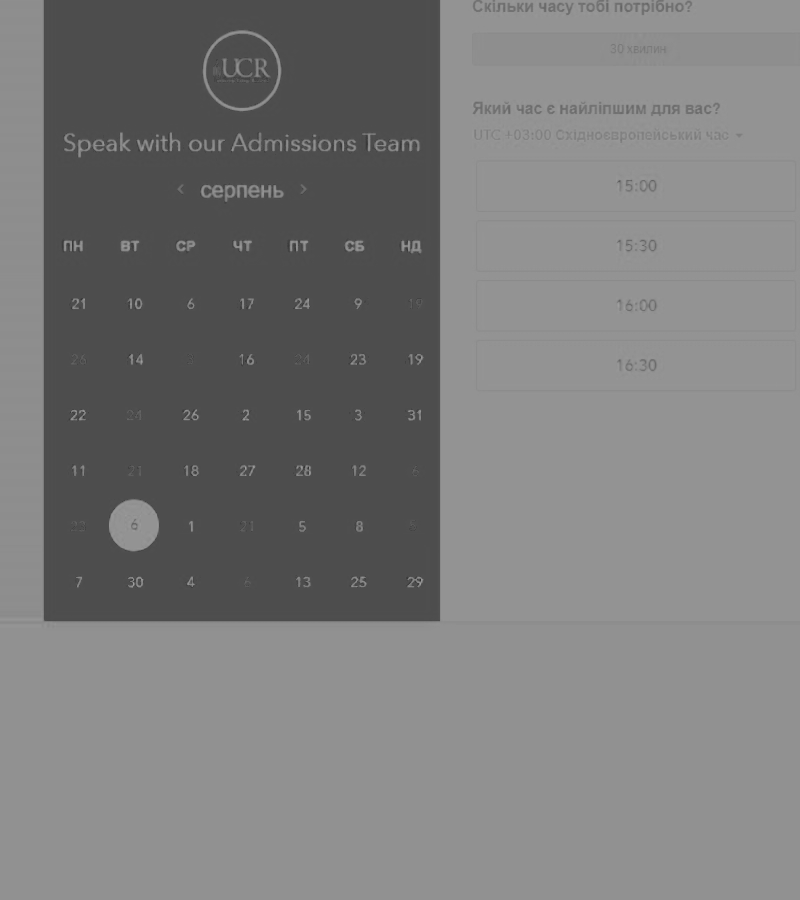 Скільки часу тобі потрібно?
30 хвилин
Який час є найліпшим для вас?
UTC +03:00 Східноєвропейський час
15:00
15:30
16:00
16:30
UCR
Speak with our Admissions Team
‹ серпень ›
ПН ВТ СР ЧТ ПТ СБ НД
21 10 6 17 24 9 19
26 14 5 16 24 23 19
22 24 26 2 15 3 31
11 21 18 27 28 12 6
22 6 1 21 5 8 5
7 30 4 6 13 25 29